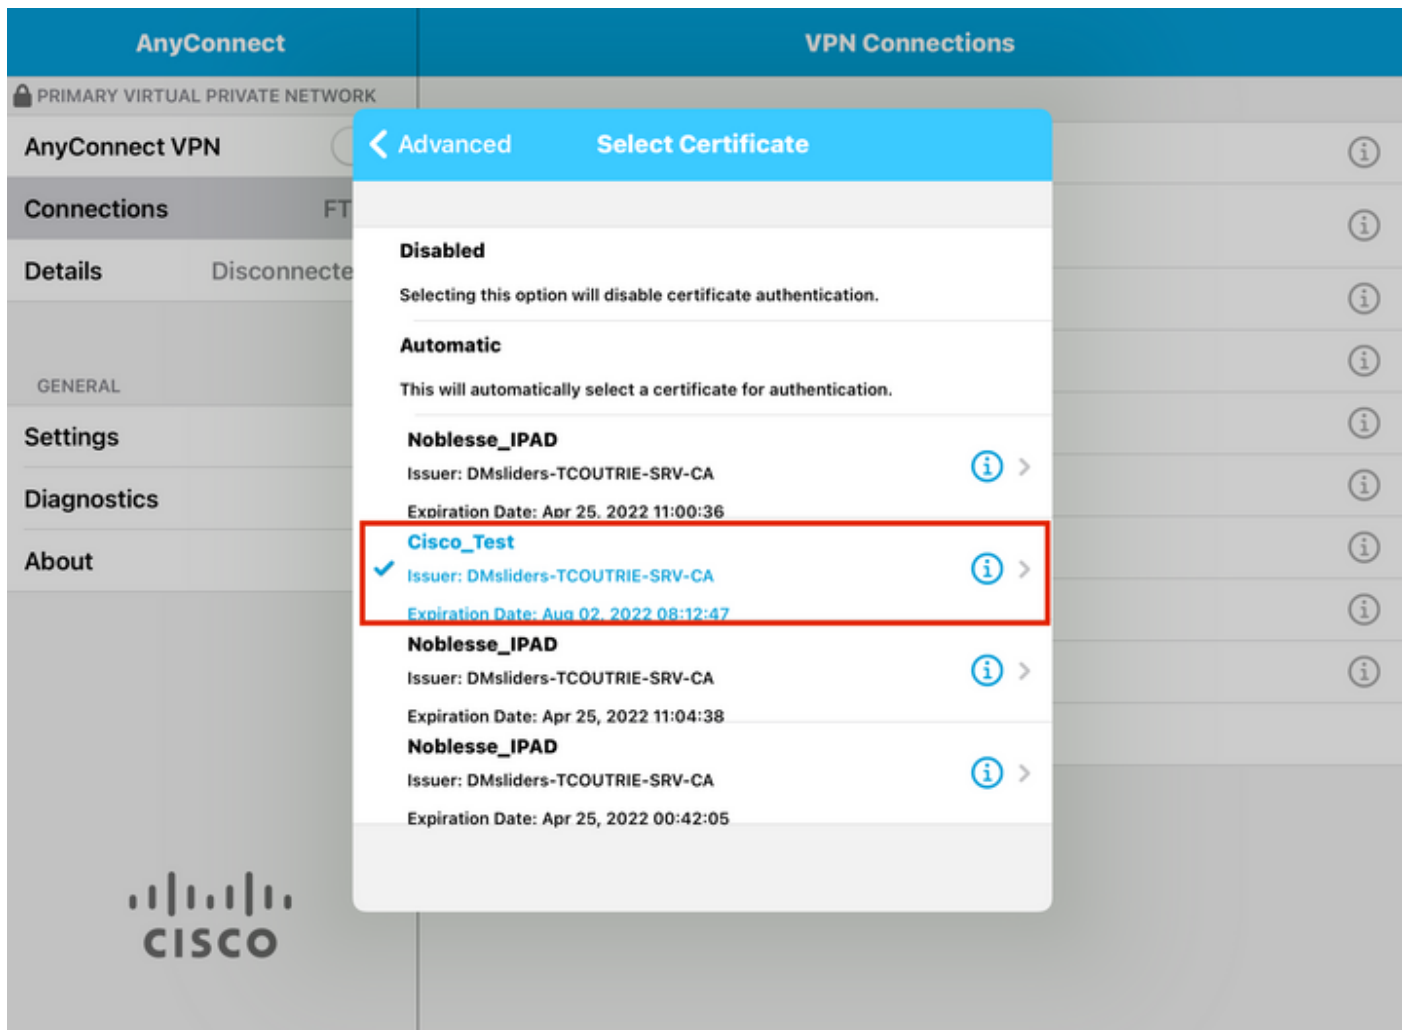 AnyConnect
VPN Connections
PRIMARY VIRTUAL PRIVATE NETWORK
AnyConnect VPN
Connections FT
Details Disconnecte
GENERAL
Settings
Diagnostics
About
CISCO
Advanced Select Certificate
Disabled
Selecting this option will disable certificate authentication.
Automatic
This will automatically select a certificate for authentication.
Noblesse_IPAD
Issuer: DMsliders-TCOUTRIE-SRV-CA
Expiration Date: Apr 25, 2022 11:00:36
Cisco_Test
Issuer: DMsliders-TCOUTRIE-SRV-CA
Expiration Date: Aug 02, 2022 08:12:47
Noblesse_IPAD
Issuer: DMsliders-TCOUTRIE-SRV-CA
Expiration Date: Apr 25, 2022 11:04:38
Noblesse_IPAD
Issuer: DMsliders-TCOUTRIE-SRV-CA
Expiration Date: Apr 25, 2022 00:42:05